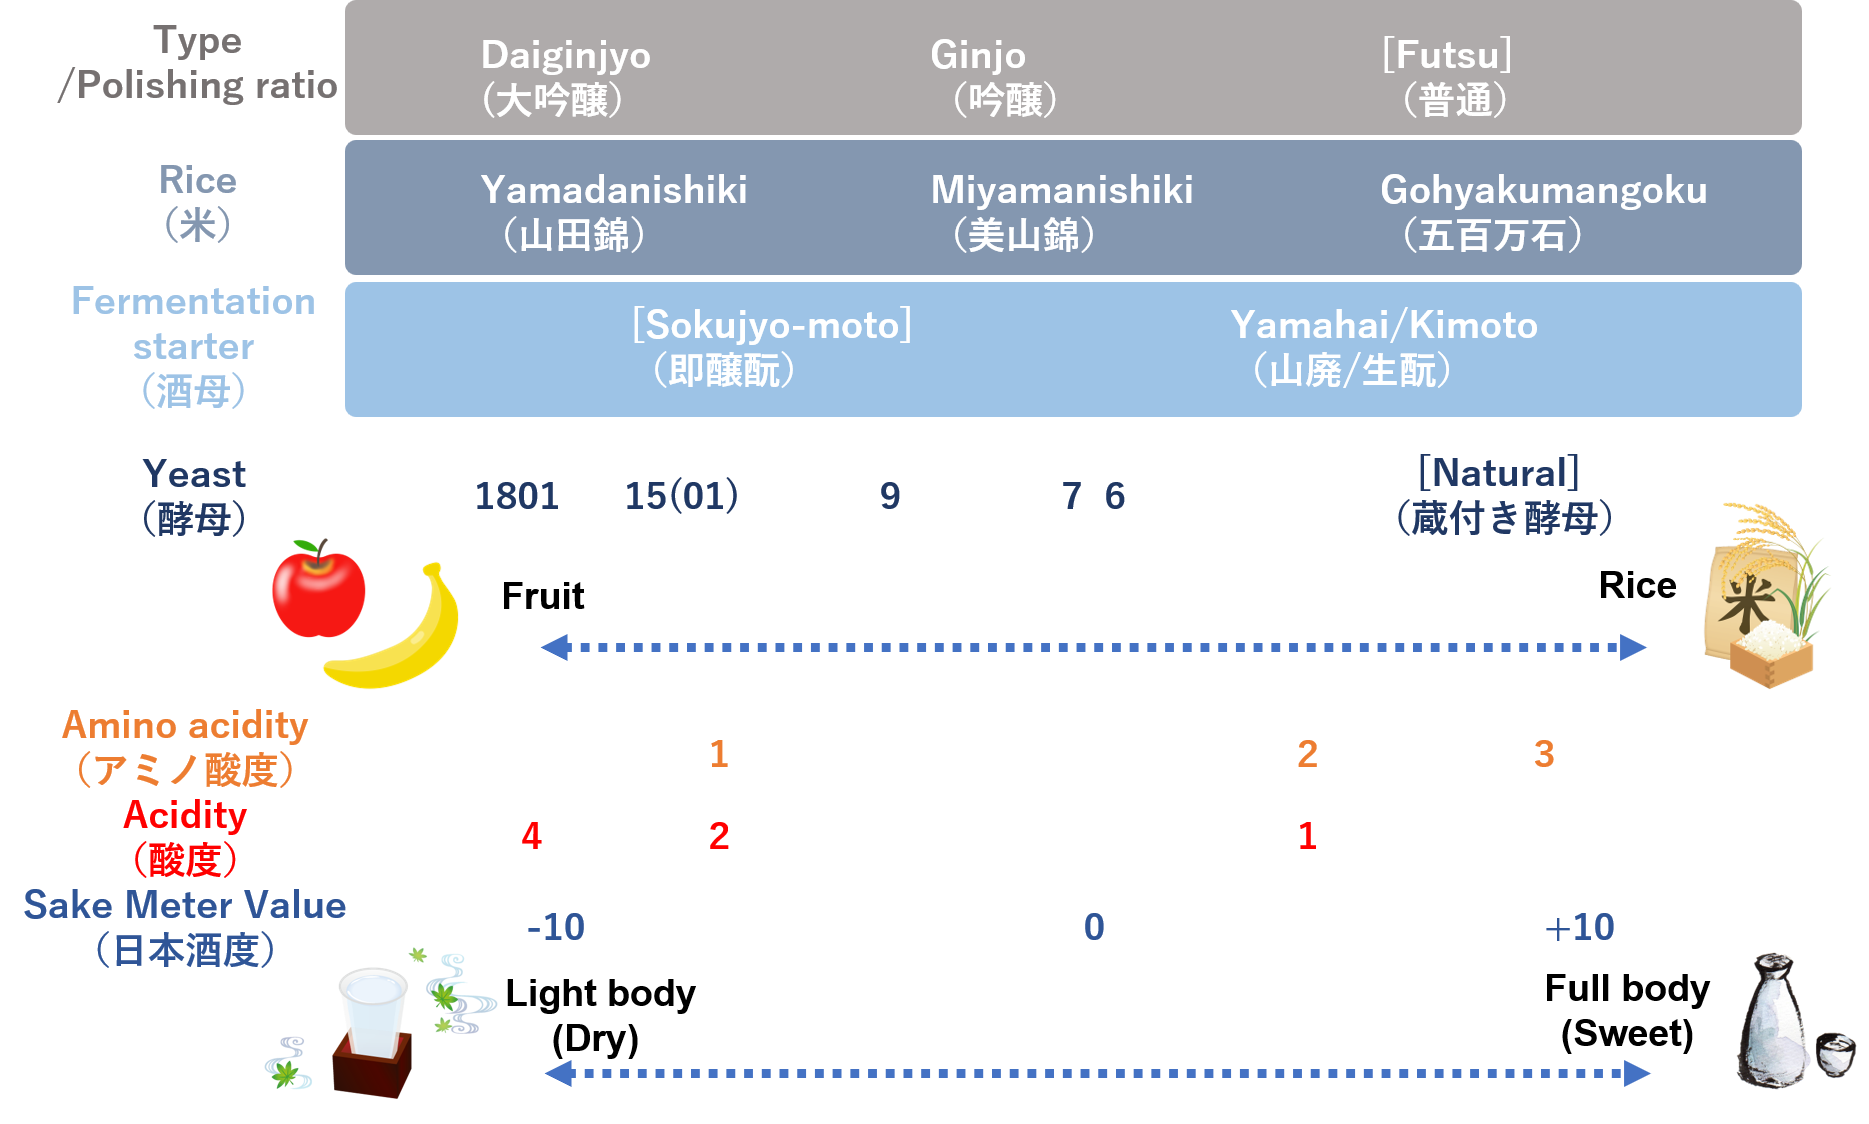 Type
/Polishing ratio
Daiginjyo
(大吟醸)
Ginjo
（吟醸）
[Futsu]
（普通）
Rice
（米）
Yamadanishiki
（山田錦）
Miyamanishiki
（美山錦）
Gohyakumangoku
（五百万石）
Fermentation
starter
（酒母）
[Sokujyo-moto]
（即醸酛）
Yamahai/Kimoto
（山廃/生酛）
Yeast
（酵母）
1801
15(01)
9
7 6
[Natural]
（蔵付き酵母）
Fruit
Rice
米
Amino acidity
（アミノ酸度）
1
2
3
Acidity
（酸度）
4
2
1
Sake Meter Value
（日本酒度）
-10
0
+10
Light body
(Dry)
Full body
(Sweet)